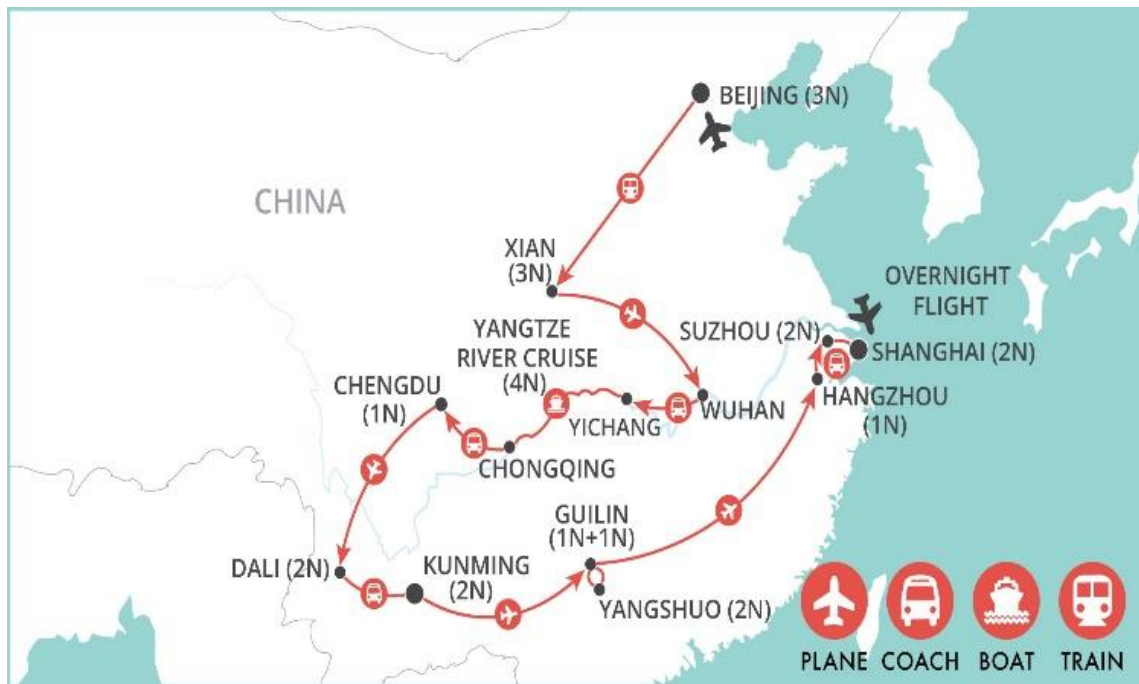 BEIJING (3N)
CHINA
XIAN
(3N)
OVERNIGHT
FLIGHT
YANGTZE
RIVER CRUISE
(4N)
SUZHOU (2N)
SHANGHAI (2N)
CHENGDU
(1N)
HANGZHOU
(1N)
WUHAN
YICHANG
CHONGQING
GUILIN
(1N+1N)
DALI (2N)
KUNMING
(2N)
YANGSHUO (2N)
PLANE COACH BOAT TRAIN